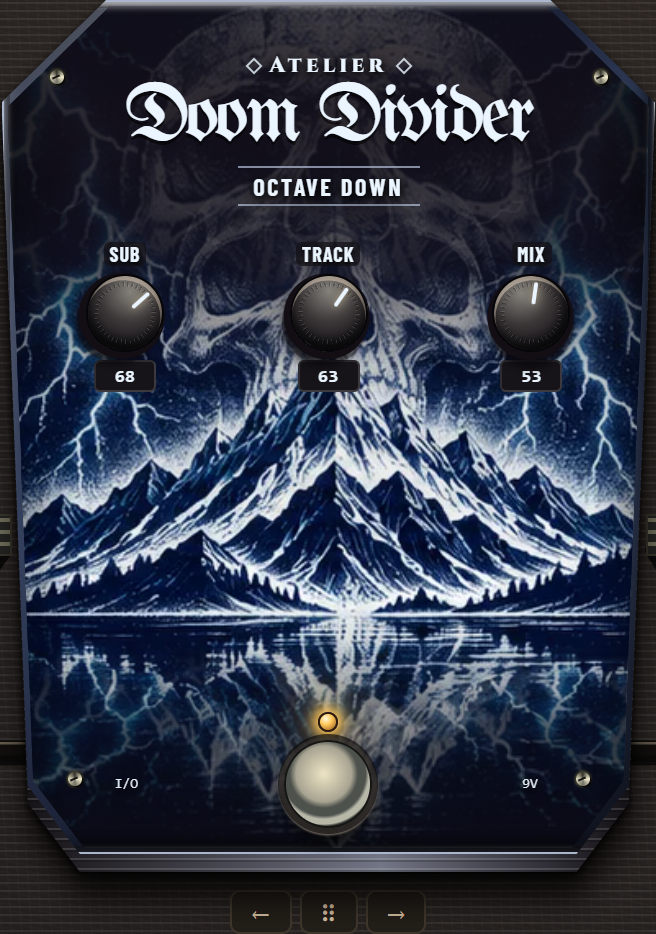 ATELIER
Doom Divider
OCTAVE DOWN
SUB TRACK MIX
68 63 53
I/O 9V
← →